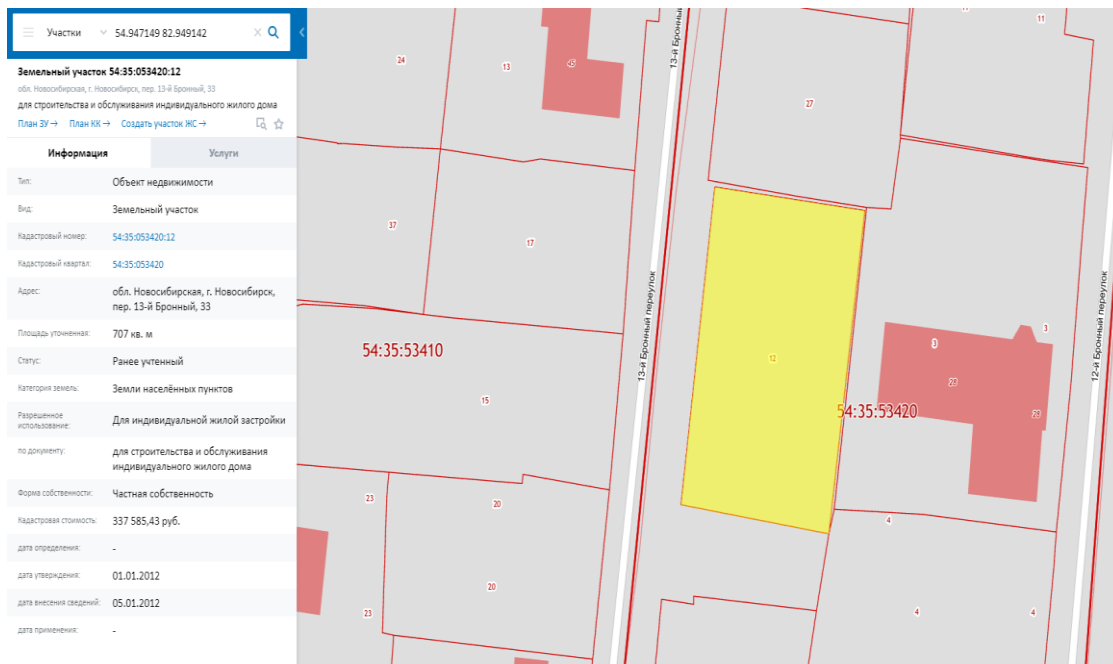 Участки
54.947149 82.949142
Земельный участок 54:35:053420:12
обл. Новосибирская, г. Новосибирск, пер. 13-й Бронный, 33
для строительства и обслуживания индивидуального жилого дома
План ЗУ → План КК → Создать участок ЖС →
Информация
Услуги
Тип: Объект недвижимости
Вид: Земельный участок
Кадастровый номер: 54:35:053420:12
Кадастровый квартал: 54:35:053420
Адрес: обл. Новосибирская, г. Новосибирск,
пер. 13-й Бронный, 33
Площадь уточненная: 707 кв. м
Статус: Ранее учтенный
Категория земель: Земли населённых пунктов
Разрешенное
использование: Для индивидуальной жилой застройки
по документу: для строительства и обслуживания
индивидуального жилого дома
Форма собственности: Частная собственность
Кадастровая стоимость: 337 585,43 руб.
дата определения: -
дата утверждения: 01.01.2012
дата внесения сведений: 05.01.2012
дата применения: -
11
24
13
45
13-й Бронный
27
37
17
13-й Бронный переулок
12-й Бронный переулок
3
3
54:35:53410
12
28
15
54:35:53420
28
23
20
4
20
23
4
4